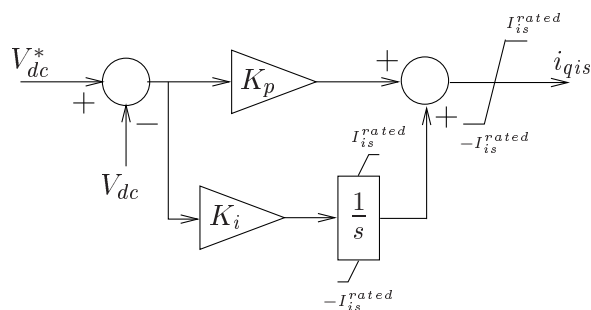 I_{is}^{rated}
V_{dc}^{*}
K_p
i_{qis}
+
+
−
+
-I_{is}^{rated}
V_{dc}
I_{is}^{rated}
K_i
1
s
-I_{is}^{rated}